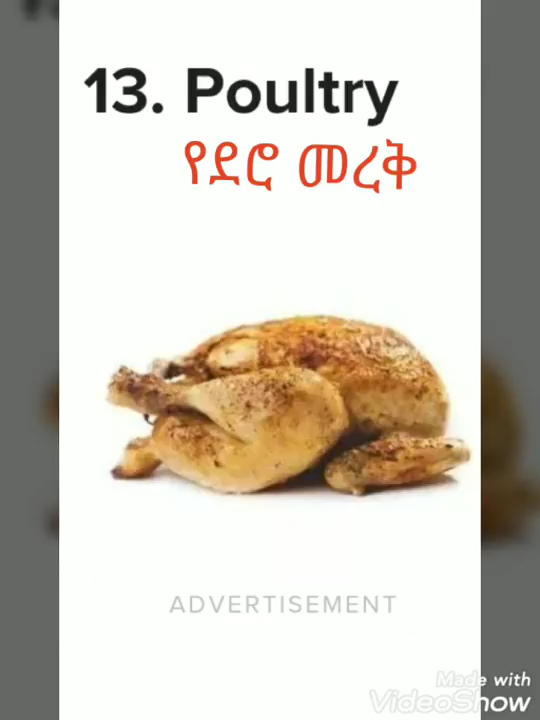 13. Poultry
የደሮ መረቅ
ADVERTISEMENT
Made with
VideoShow